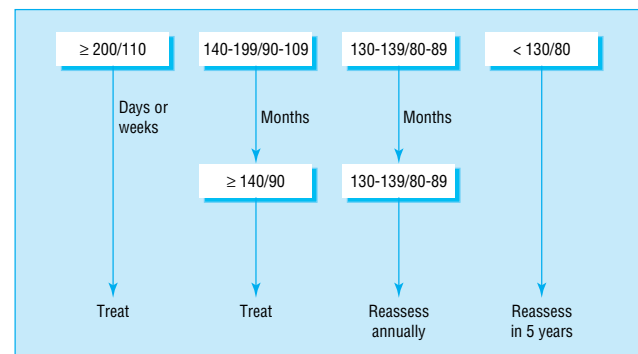 ≥ 200/110
140-199/90-109
130-139/80-89
< 130/80
Days or
weeks
Months
Months
≥ 140/90
130-139/80-89
Treat
Treat
Reassess
annually
Reassess
in 5 years